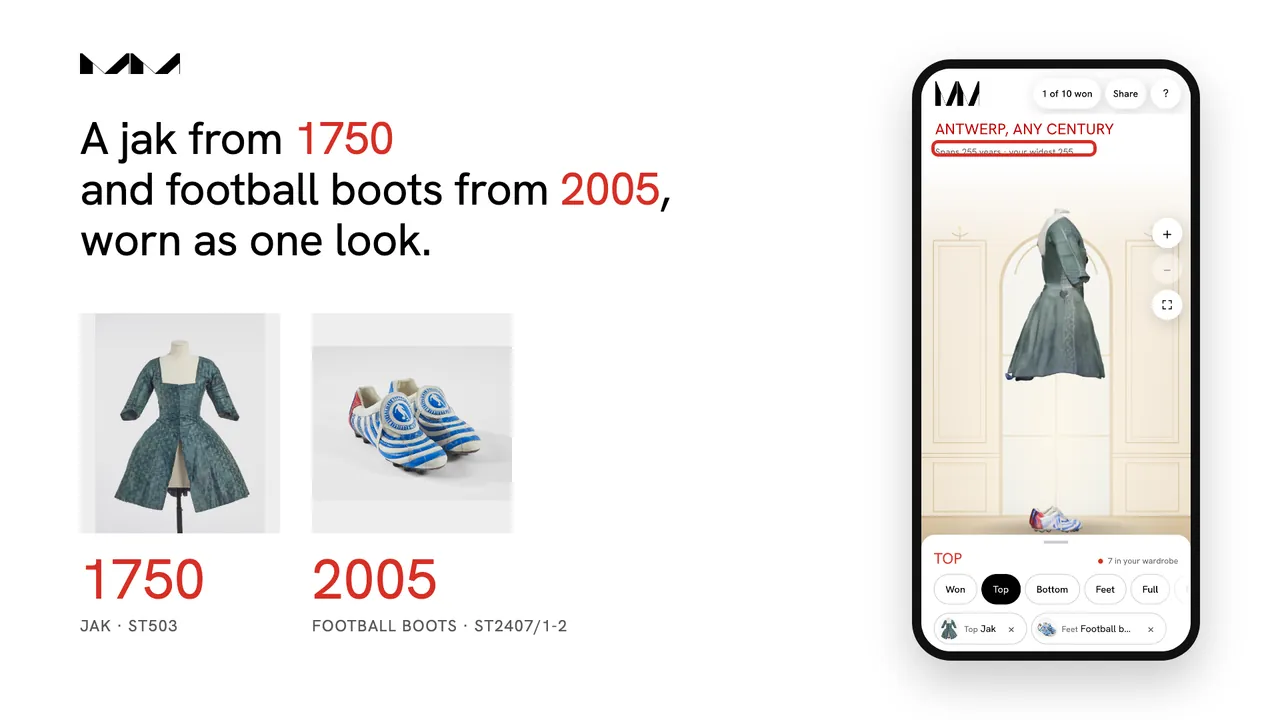 A jak from 1750
and football boots from 2005,
worn as one look.
1750
JAK · ST503
2005
FOOTBALL BOOTS · ST2407/1-2
1 of 10 won
Share
?
ANTWERP, ANY CENTURY
Spans 255 years · your widest 255
+
−
TOP
7 in your wardrobe
Won
Top
Bottom
Feet
Full
Top Jak ×
Feet Football b... ×